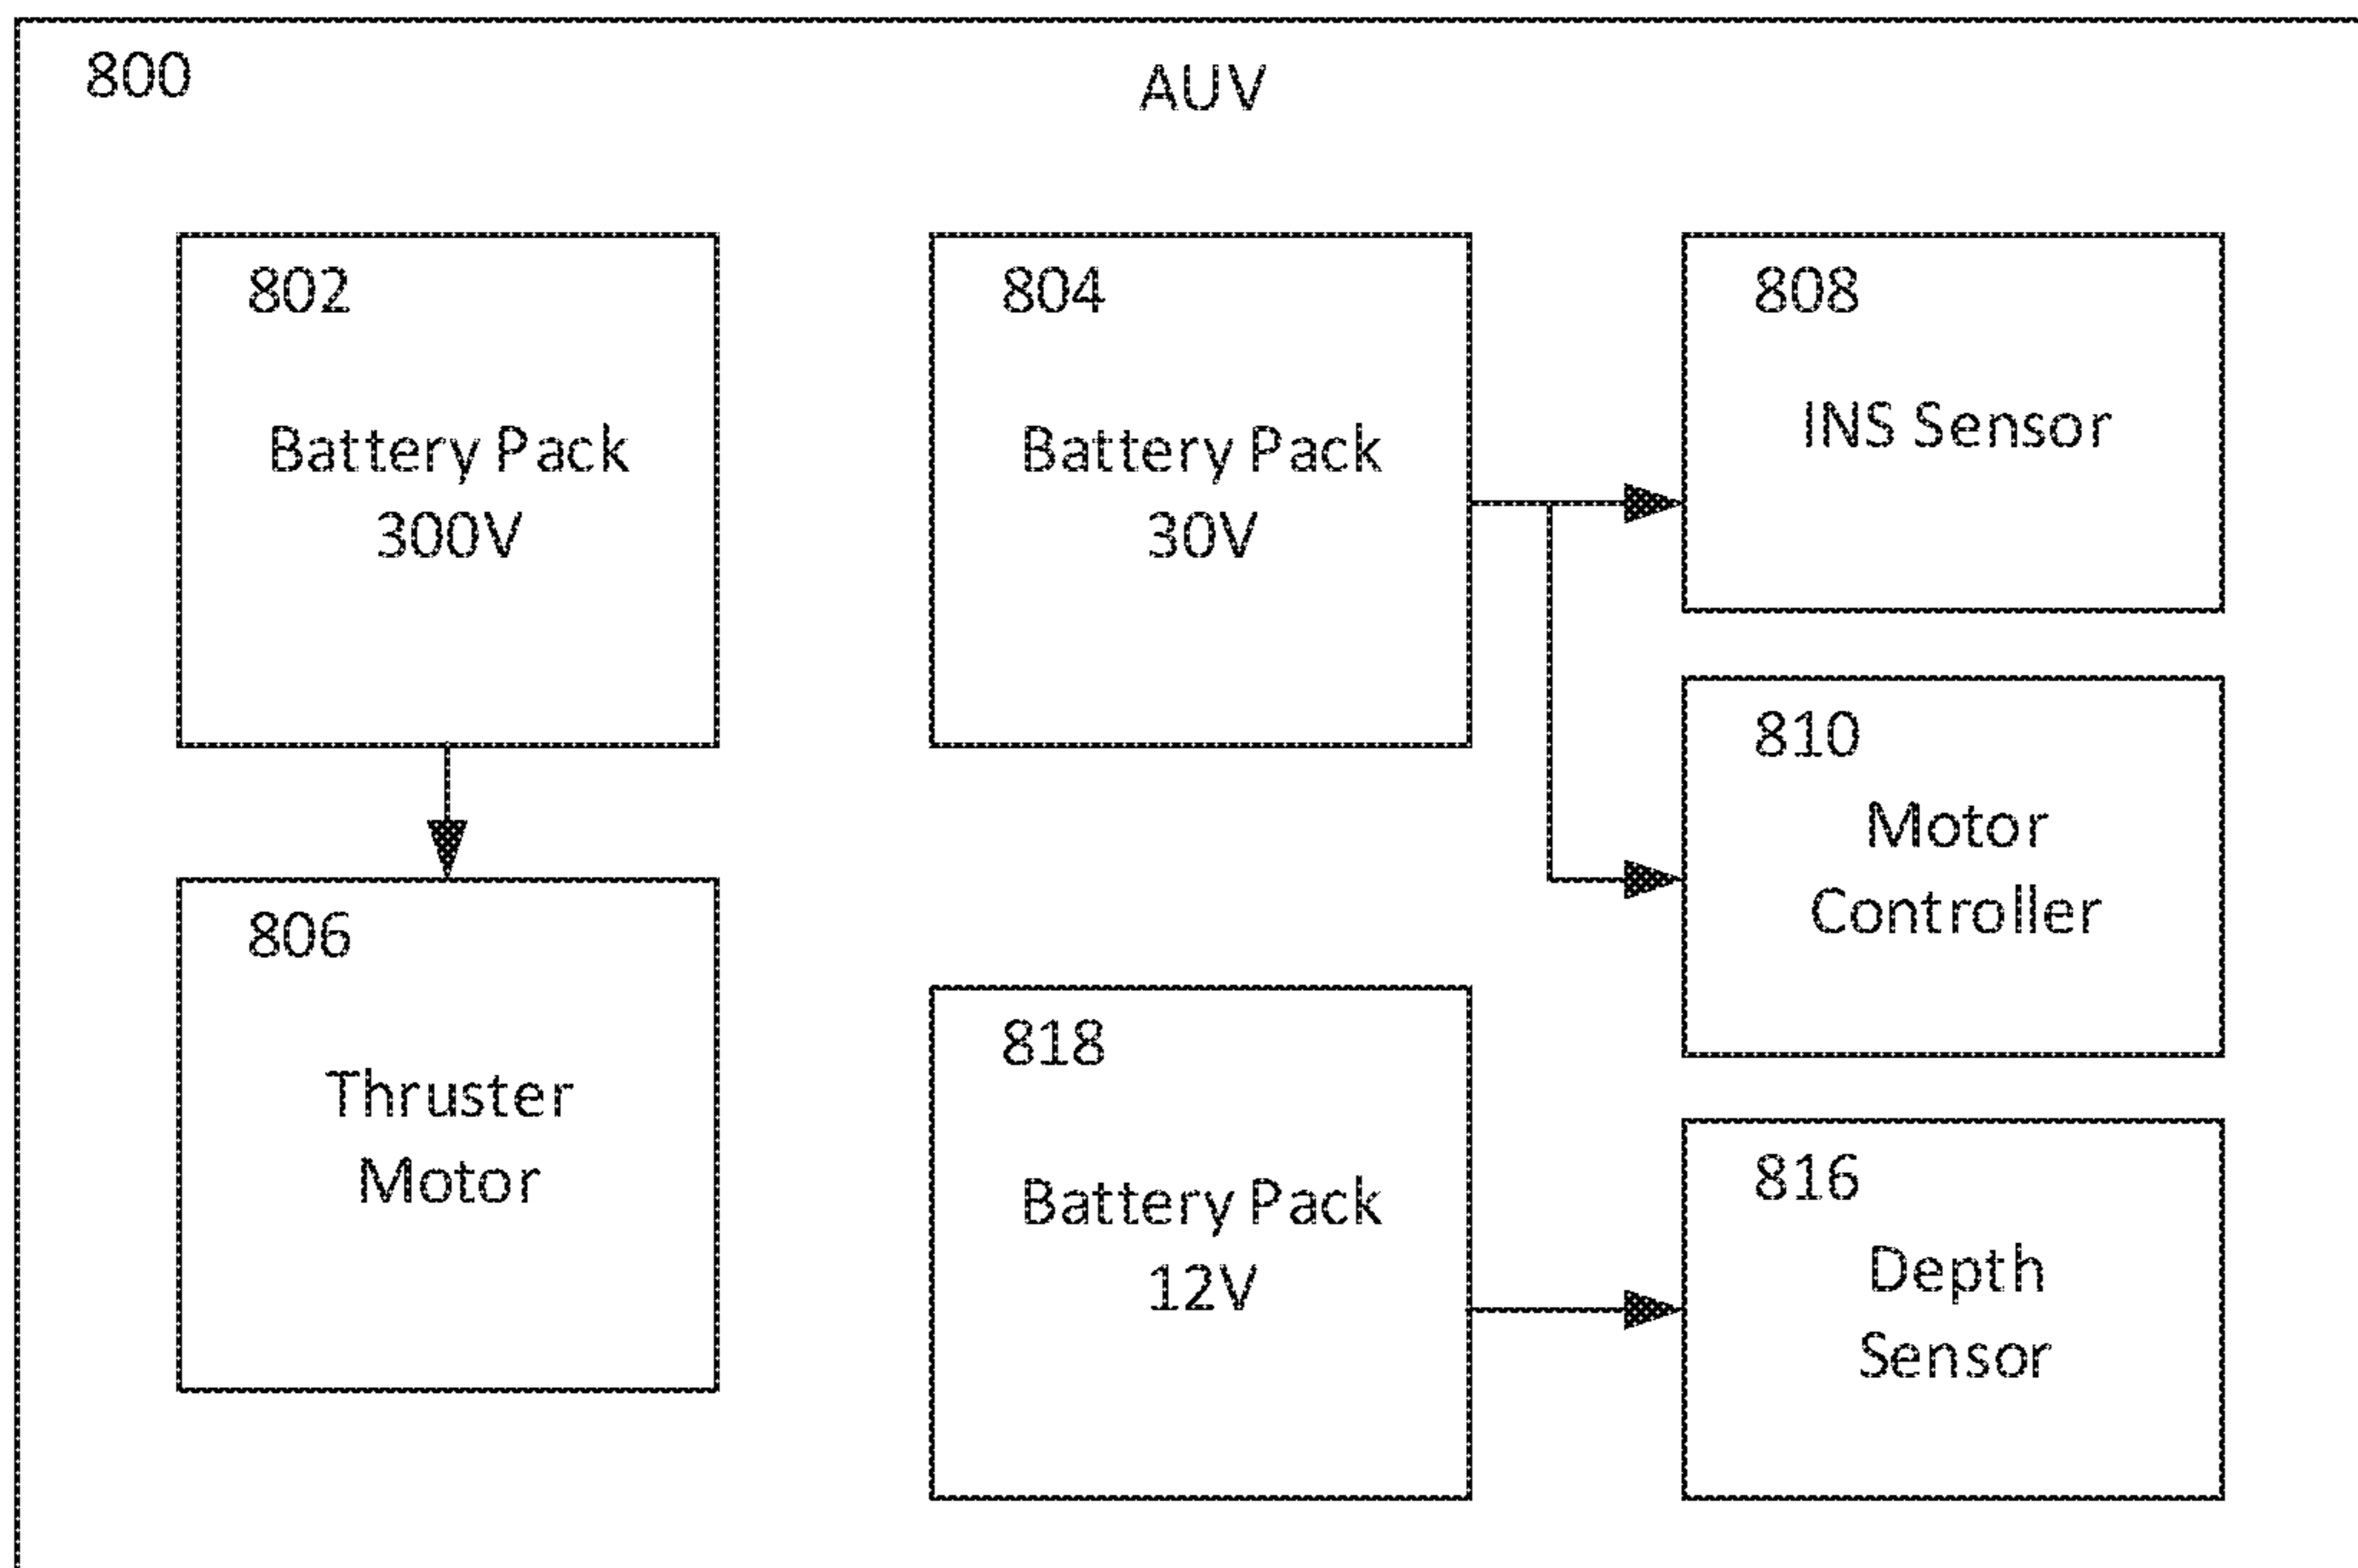 800
AUV
802
Battery Pack
300V
804
Battery Pack
30V
808
INS Sensor
810
Motor
Controller
806
Thruster
Motor
818
Battery Pack
12V
816
Depth
Sensor